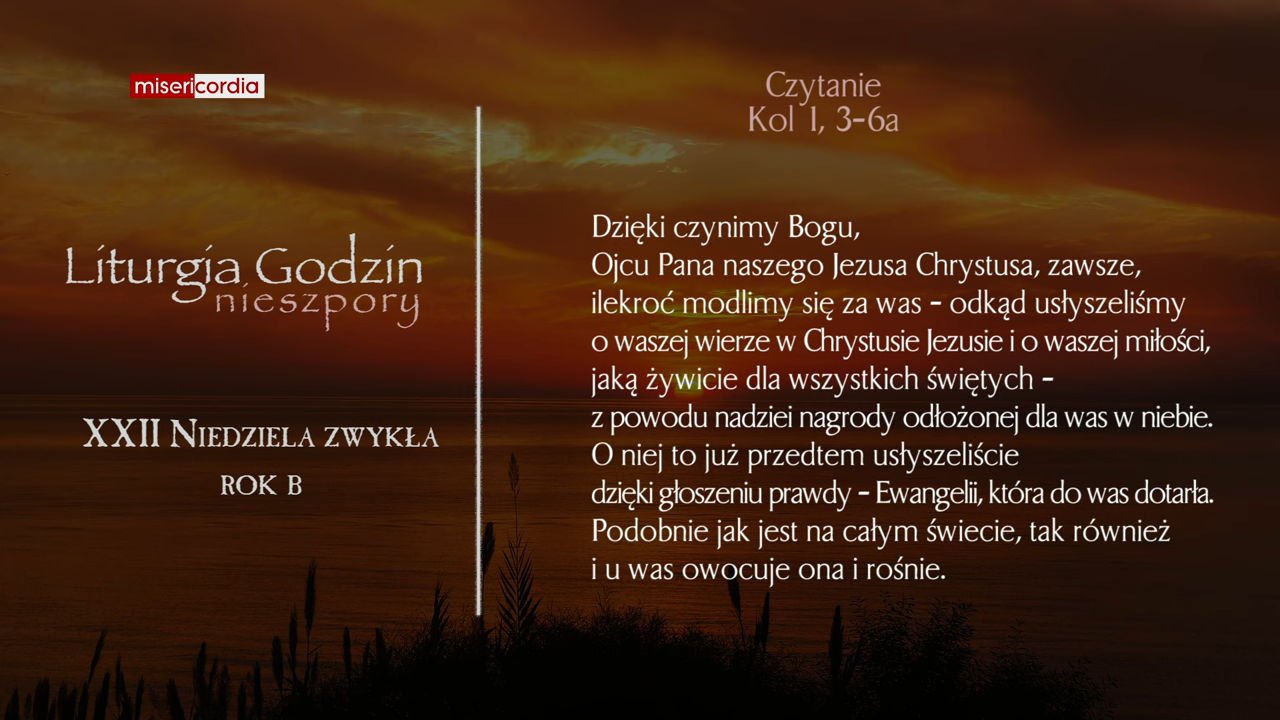 misericordia
Liturgia Godzin
nieszpory
XXII Niedziela zwykła
rok B
Czytanie
Kol 1, 3-6a
Dzięki czynimy Bogu,
Ojcu Pana naszego Jezusa Chrystusa, zawsze,
ilekroć modlimy się za was - odkąd usłyszeliśmy
o waszej wierze w Chrystusie Jezusie i o waszej miłości,
jaką żywicie dla wszystkich świętych -
z powodu nadziei nagrody odłożonej dla was w niebie.
O niej to już przedtem usłyszeliście
dzięki głoszeniu prawdy - Ewangelii, która do was dotarła.
Podobnie jak jest na całym świecie, tak również
i u was owocuje ona i rośnie.